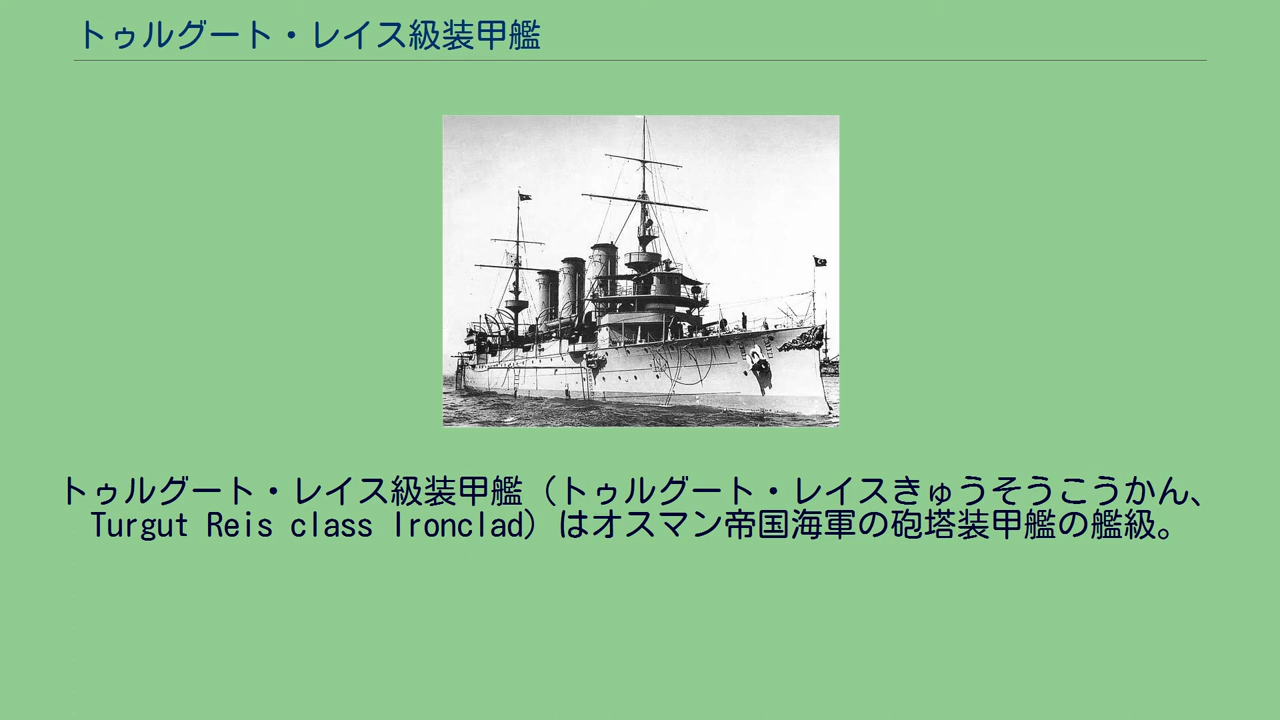 トゥルグート・レイス級装甲艦
トゥルグート・レイス級装甲艦（トゥルグート・レイスきゅうそうこうかん、
Turgut Reis class Ironclad）はオスマン帝国海軍の砲塔装甲艦の艦級。